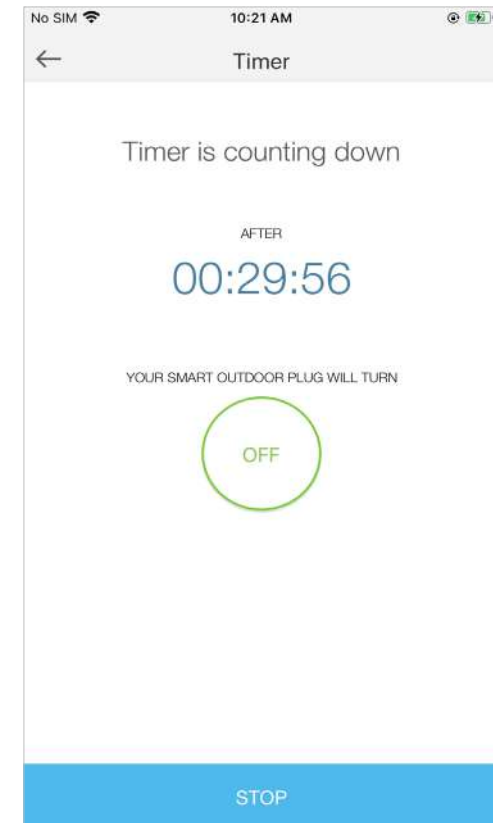 No SIM 10:21 AM
Timer
Timer is counting down
AFTER
00:29:56
YOUR SMART OUTDOOR PLUG WILL TURN
OFF
STOP